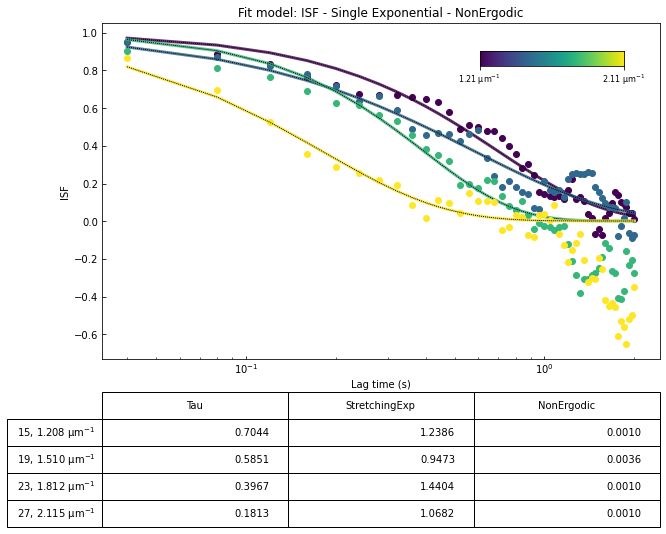 Fit model: ISF - Single Exponential - NonErgodic
1.0
0.8
0.6
0.4
0.2
0.0
−0.2
−0.4
−0.6
ISF
1.21 μm⁻¹ 2.11 μm⁻¹
10⁻¹ 10⁰
Lag time (s)
Tau StretchingExp NonErgodic
15, 1.208 μm⁻¹ 0.7044 1.2386 0.0010
19, 1.510 μm⁻¹ 0.5851 0.9473 0.0036
23, 1.812 μm⁻¹ 0.3967 1.4404 0.0010
27, 2.115 μm⁻¹ 0.1813 1.0682 0.0010